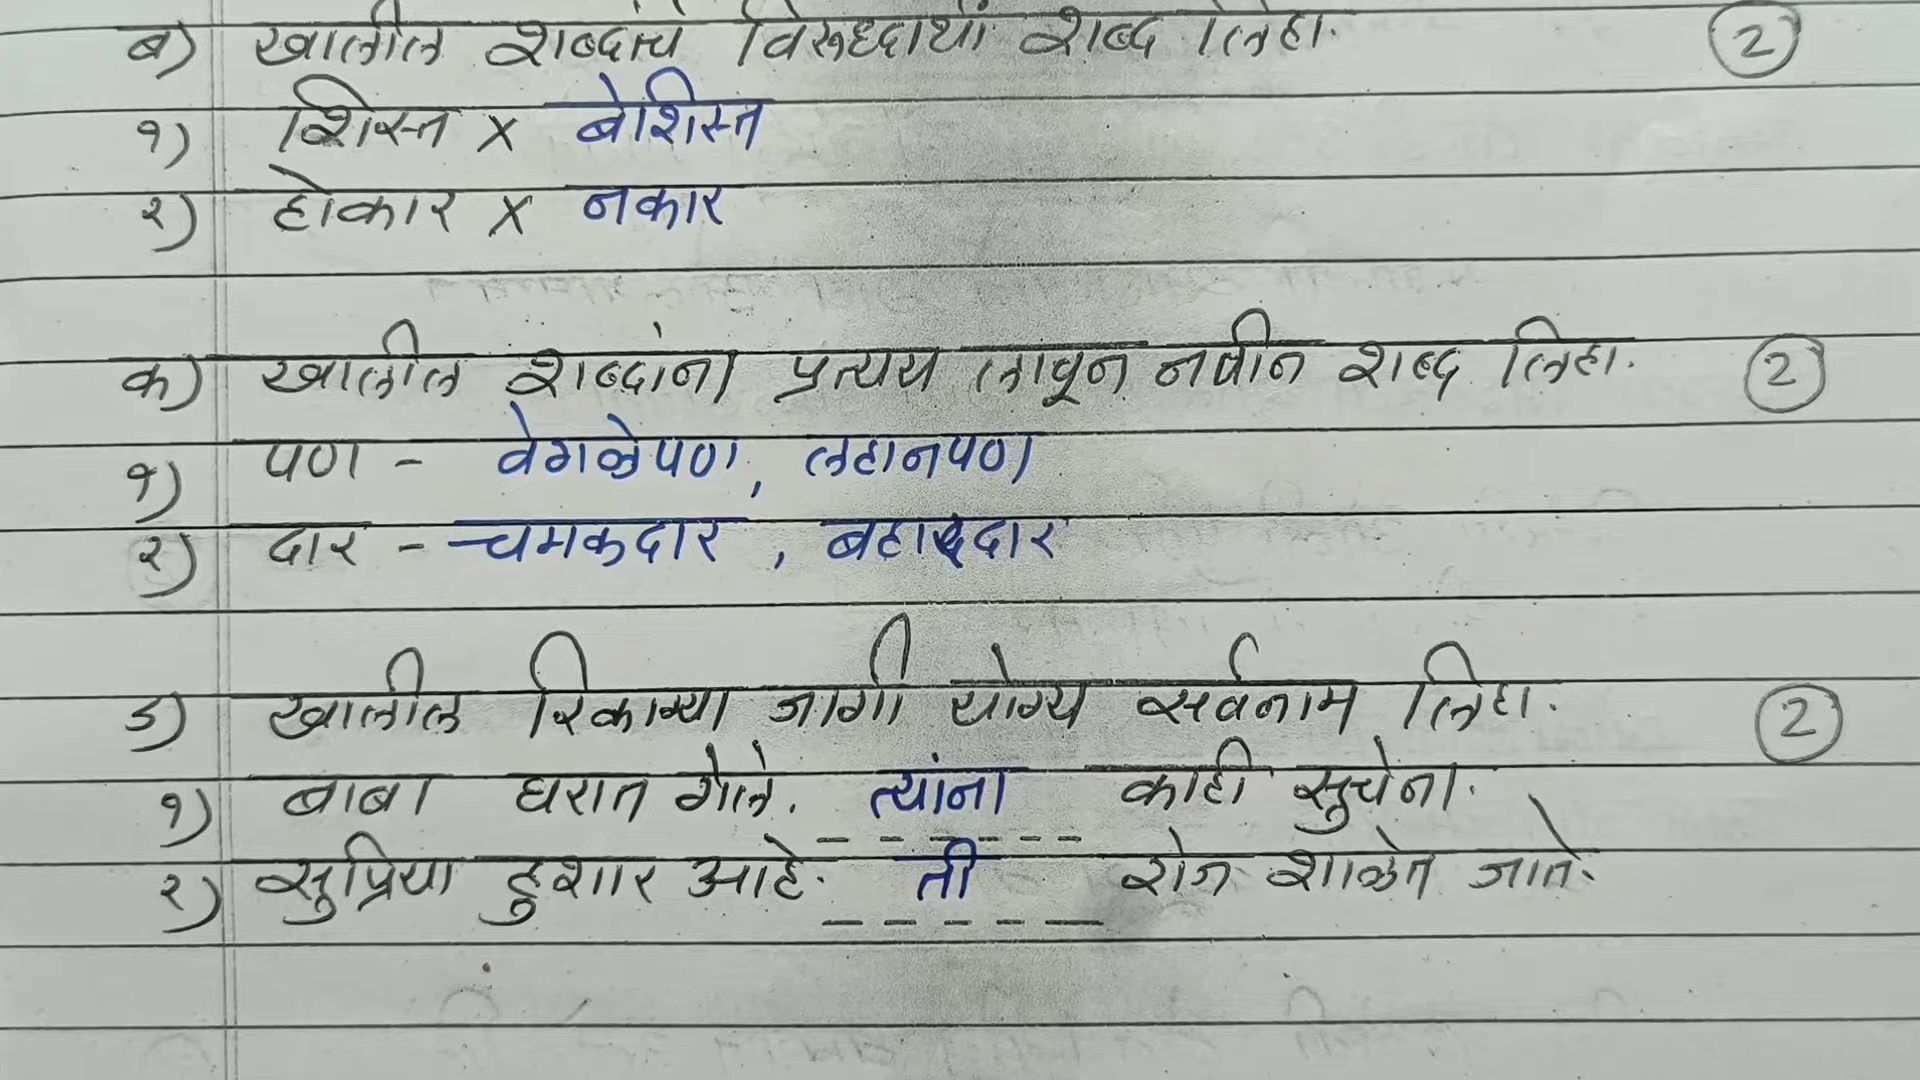 ब) खालील शब्दांचे विरूध्दार्थी शब्द लिहा. 2
१) शिस्त x बेशिस्त
२) होकार x नकार
क) खालील शब्दांना प्रत्यय लावून नवीन शब्द लिहा. 2
१) पण - वेगळेपण, लहानपण
२) दार - चमकदार, बहारदार
ड) खालील रिकाम्या जागी योग्य सर्वनाम लिहा. 2
१) बाबा घरात गेले. त्यांना काही सुचेना.
२) सुप्रिया हुशार आहे. ती रोज शाळेत जाते.